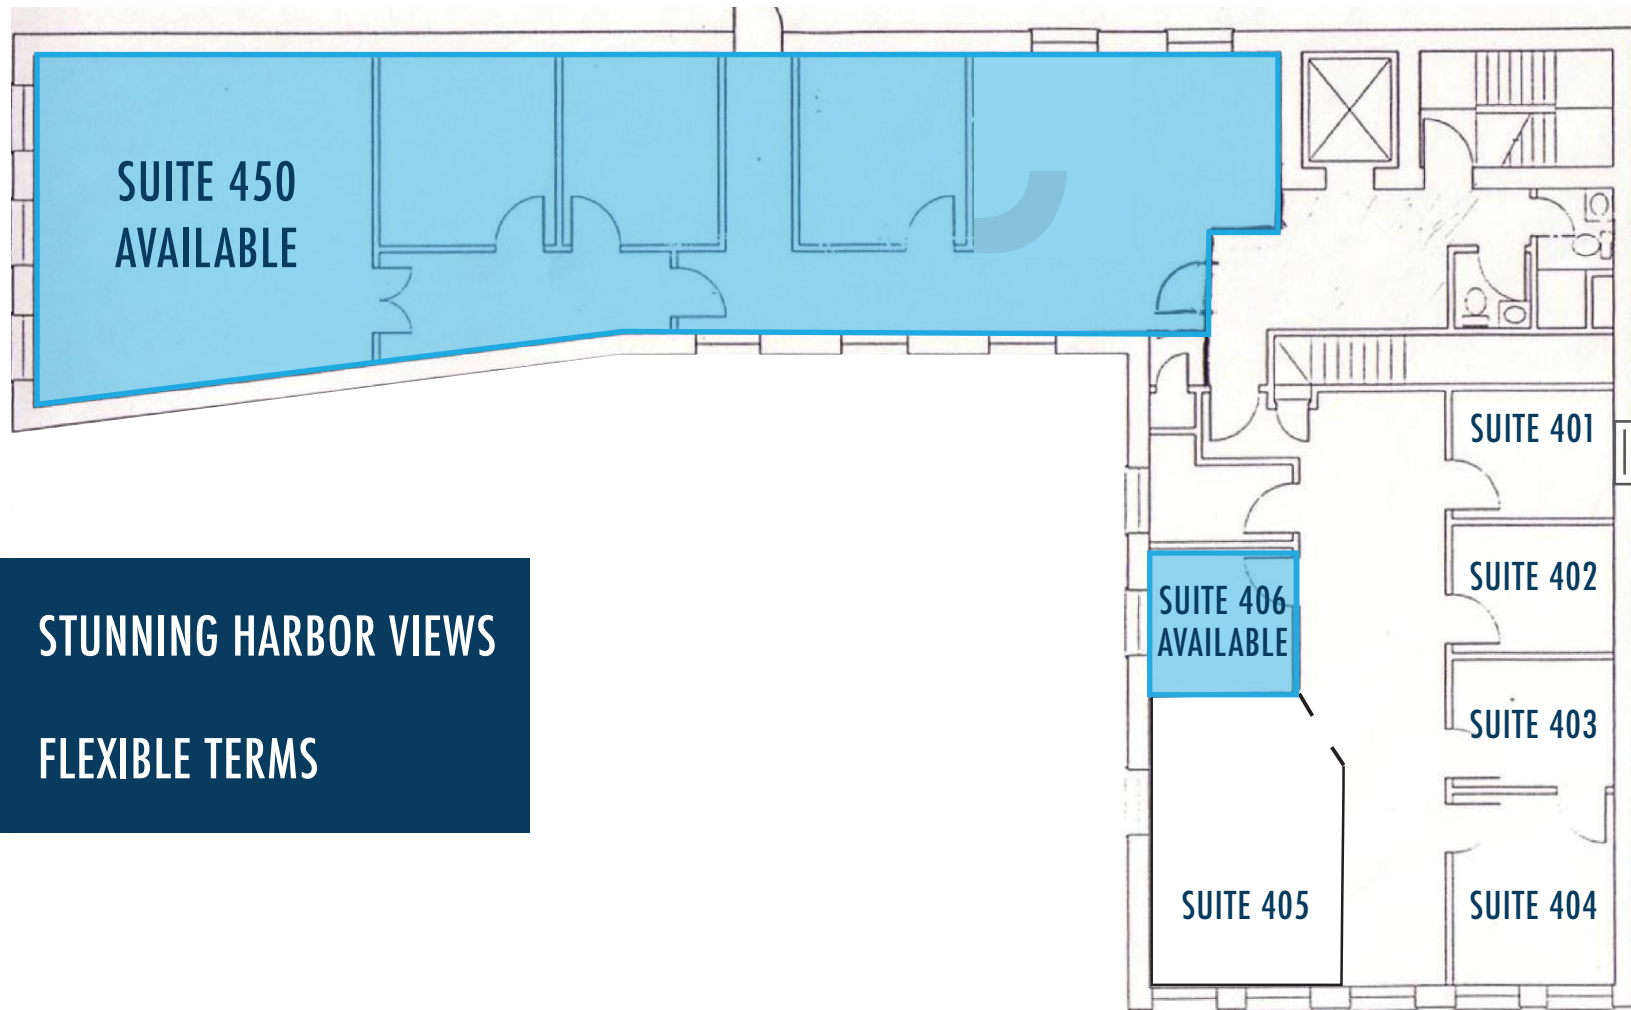 SUITE 450
AVAILABLE
SUITE 401
SUITE 402
SUITE 406
AVAILABLE
SUITE 403
SUITE 405
SUITE 404
STUNNING HARBOR VIEWS
FLEXIBLE TERMS